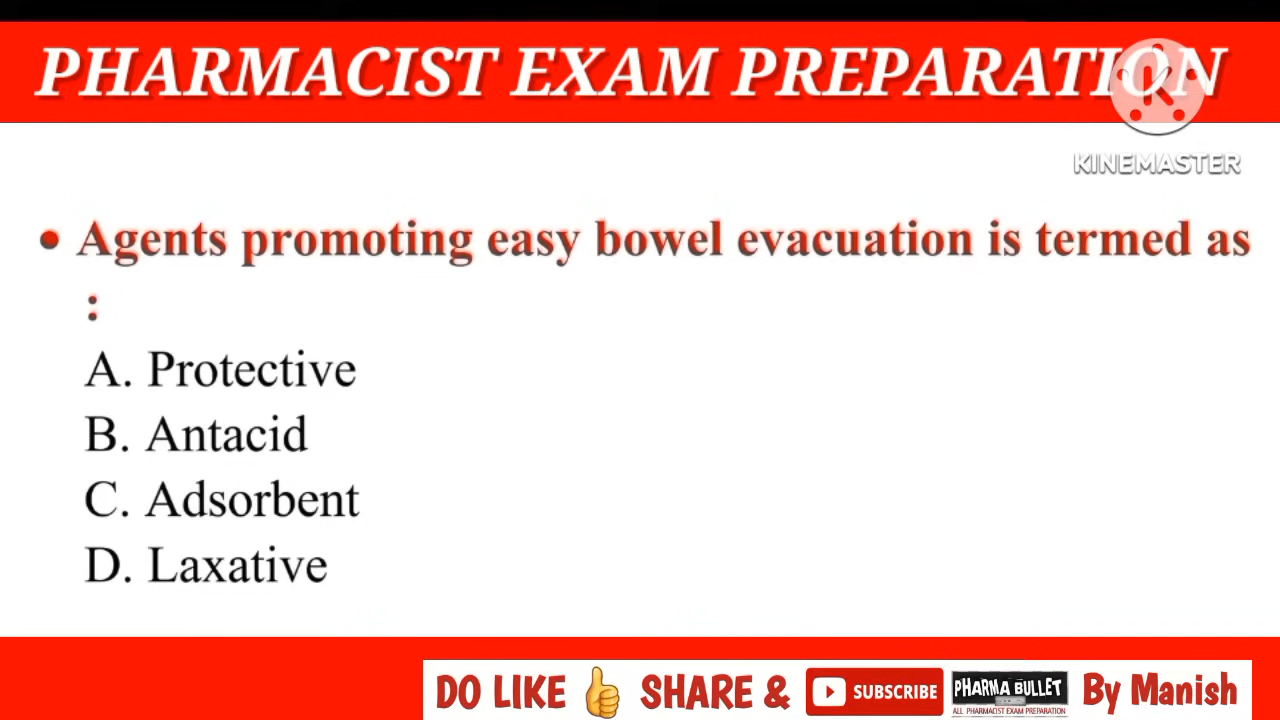 PHARMACIST EXAM PREPARATION
KINEMASTER
• Agents promoting easy bowel evacuation is termed as
:
A. Protective
B. Antacid
C. Adsorbent
D. Laxative
DO LIKE 👍 SHARE & SUBSCRIBE PHARMA BULLET By Manish
ALL PHARMACIST EXAM PREPARATION